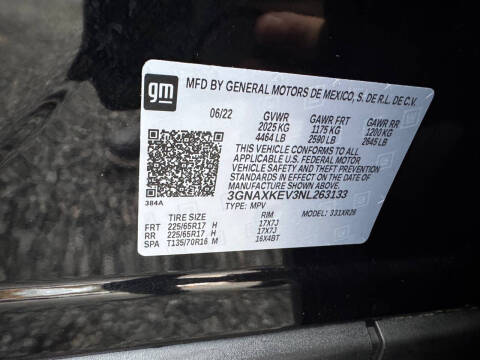 gm
MFD BY GENERAL MOTORS DE MEXICO, S. DE R.L. DE C.V.
06/22 GVWR GAWR FRT GAWR RR
2025 KG 1175 KG 1200 KG
4464 LB 2590 LB 2645 LB
THIS VEHICLE CONFORMS TO ALL
APPLICABLE U.S. FEDERAL MOTOR
VEHICLE SAFETY AND THEFT PREVENTION
STANDARDS IN EFFECT ON THE DATE OF
MANUFACTURE SHOWN ABOVE.
3GNAXKEV3NL263133
384A TYPE: MPV MODEL: 331XR26
TIRE SIZE RIM
FRT 225/65R17 H 17X7J
RR 225/65R17 H 17X7J
SPA T135/70R16 M 16X4BT